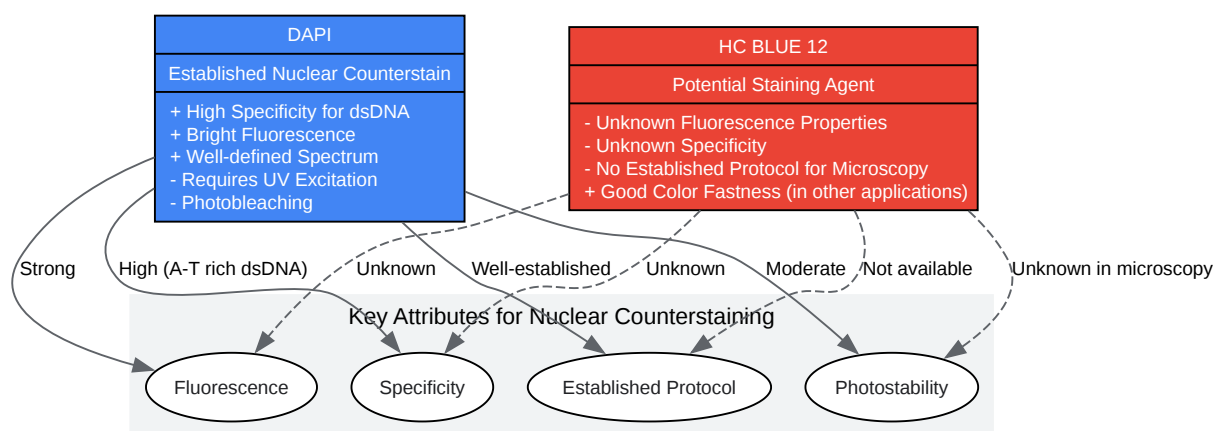 DAPI
Established Nuclear Counterstain
+ High Specificity for dsDNA
+ Bright Fluorescence
+ Well-defined Spectrum
- Requires UV Excitation
- Photobleaching
HC BLUE 12
Potential Staining Agent
- Unknown Fluorescence Properties
- Unknown Specificity
- No Established Protocol for Microscopy
+ Good Color Fastness (in other applications)
Strong
High (A-T rich dsDNA)
Unknown
Well-established
Unknown
Moderate
Not available
Unknown in microscopy
Key Attributes for Nuclear Counterstaining
Fluorescence
Specificity
Established Protocol
Photostability